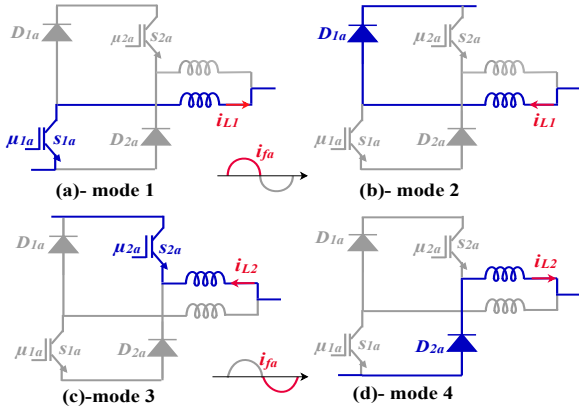 D1a
μ2a
s2a
μ1a
s1a
D2a
iL1
(a)- mode 1
D1a
μ2a
s2a
μ1a
s1a
D2a
iL1
(b)- mode 2
ifa
D1a
μ2a
s2a
iL2
μ1a
s1a
D2a
(c)-mode 3
D1a
μ2a
s2a
iL2
μ1a
s1a
D2a
(d)- mode 4
ifa